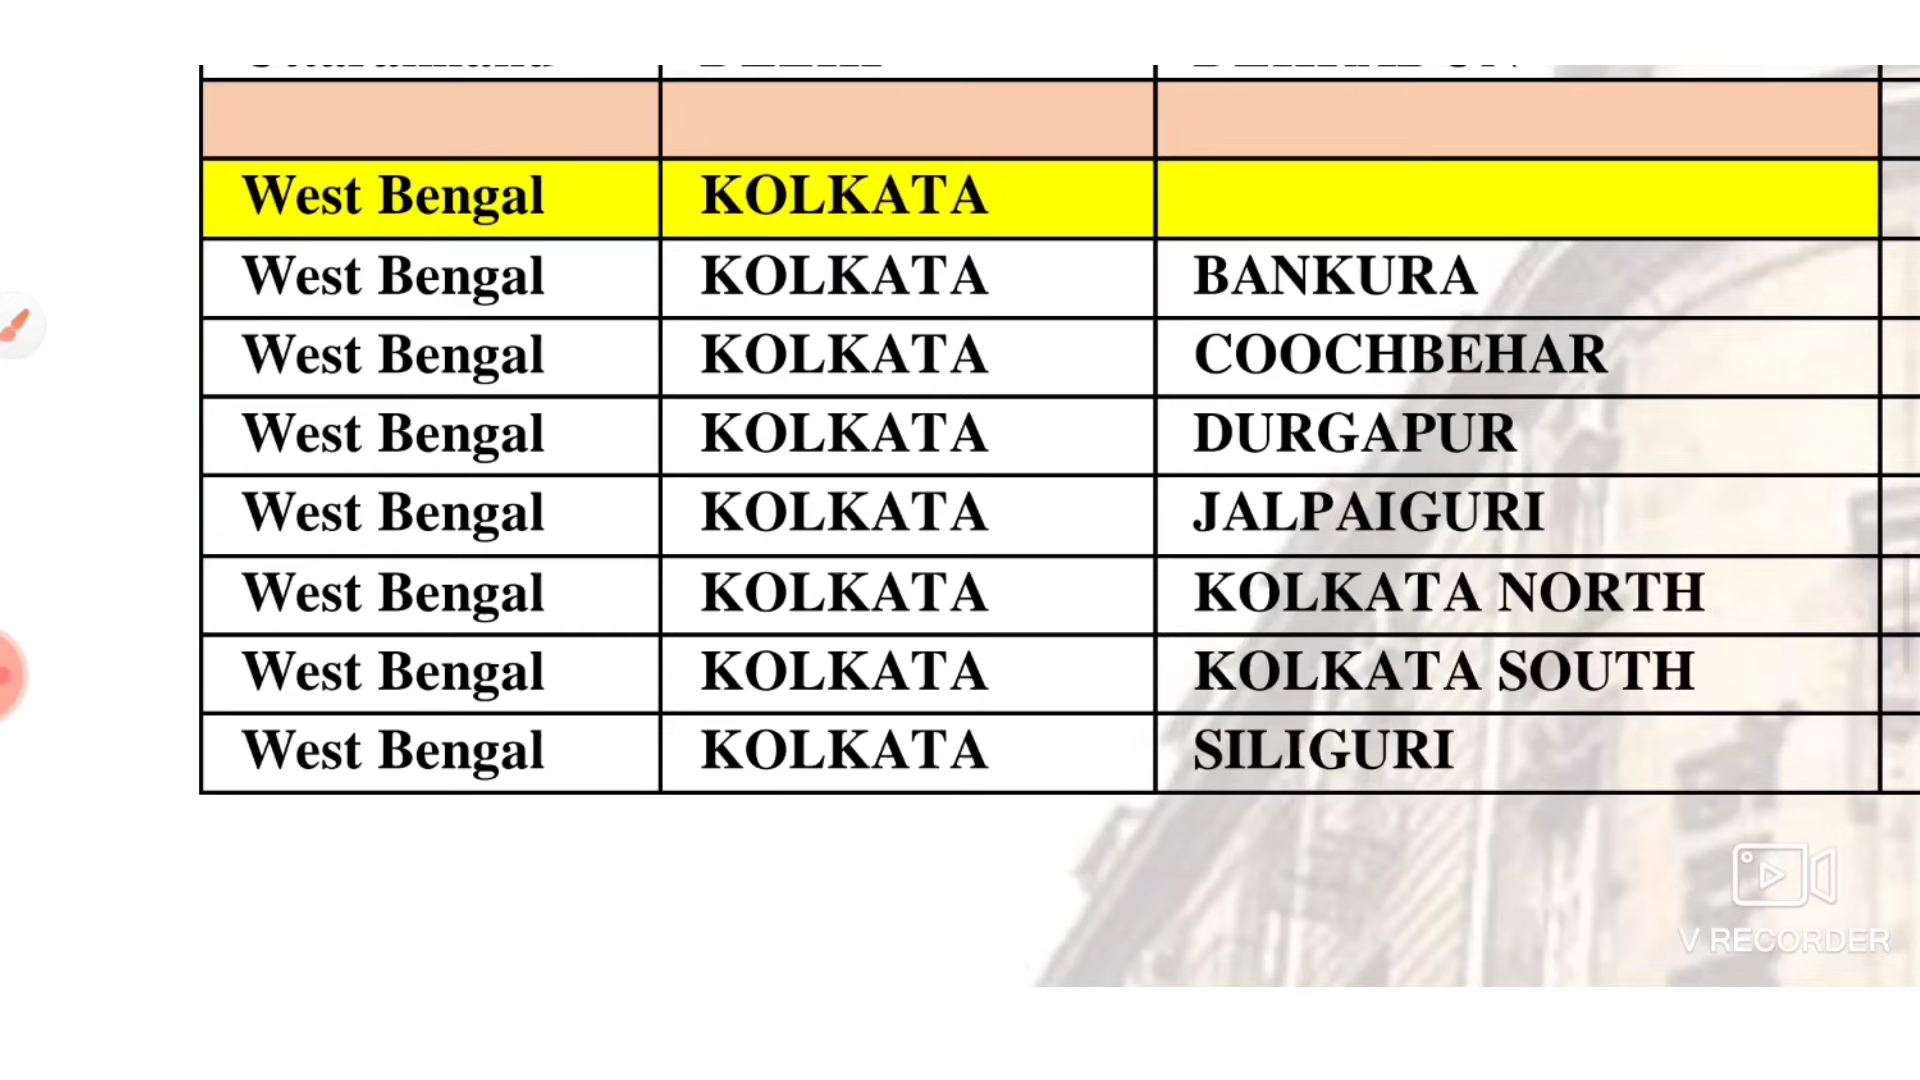 West Bengal KOLKATA
West Bengal KOLKATA BANKURA
West Bengal KOLKATA COOCHBEHAR
West Bengal KOLKATA DURGAPUR
West Bengal KOLKATA JALPAIGURI
West Bengal KOLKATA KOLKATA NORTH
West Bengal KOLKATA KOLKATA SOUTH
West Bengal KOLKATA SILIGURI
V RECORDER